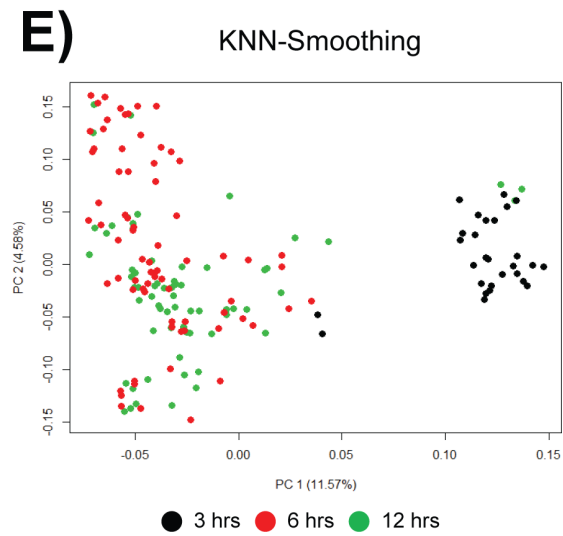 E)
KNN-Smoothing
0.15
0.10
0.05
0.00
-0.05
-0.10
-0.15
PC 2 (4.58%)
-0.05 0.00 0.05 0.10 0.15
PC 1 (11.57%)
3 hrs 6 hrs 12 hrs